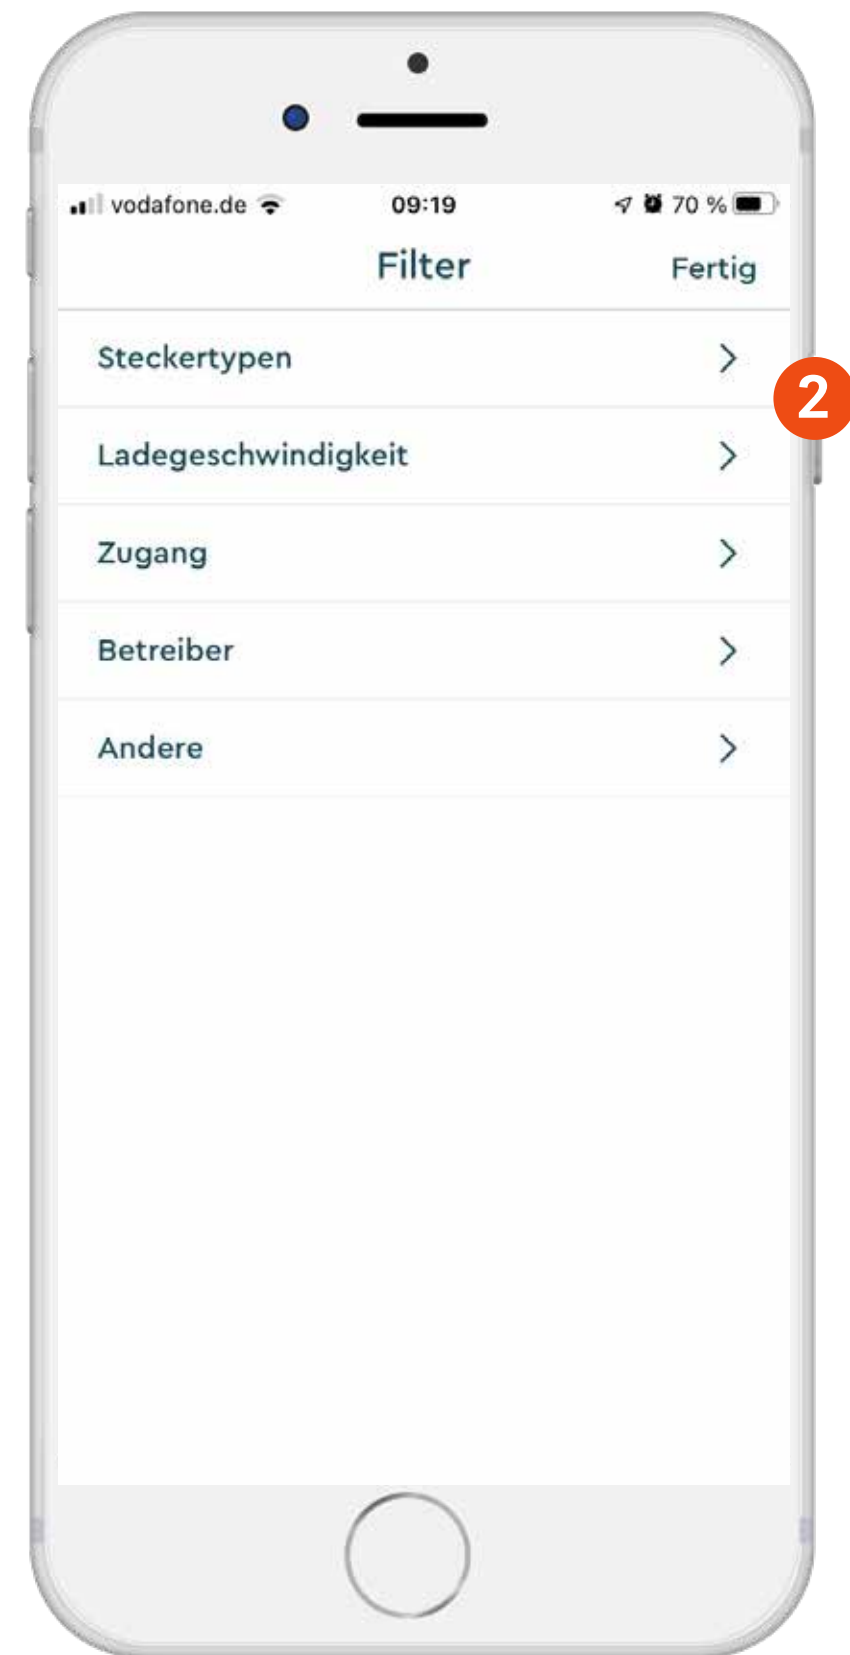 vodafone.de 09:19 70 %
Filter Fertig
Steckertypen
2
Ladegeschwindigkeit
Zugang
Betreiber
Andere